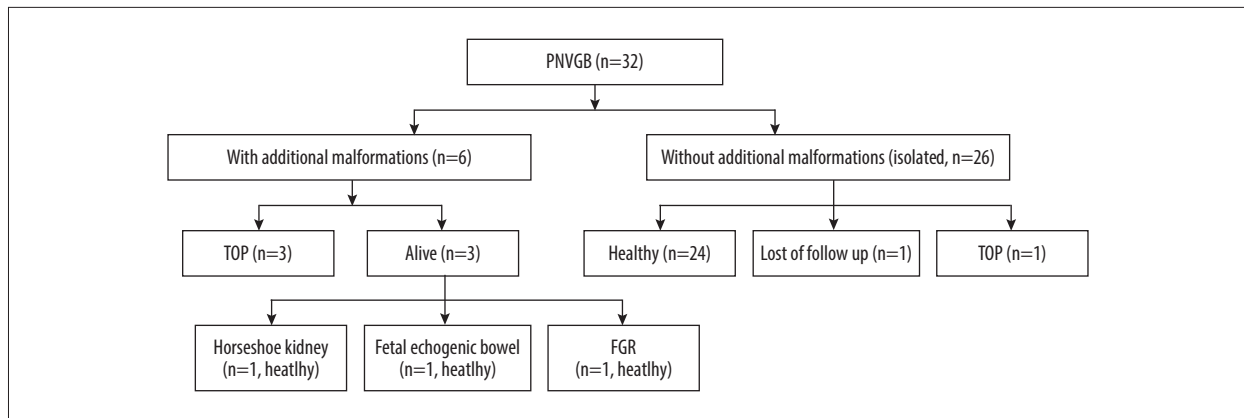 PNVGB (n=32)
With additional malformations (n=6)
Without additional malformations (isolated, n=26)
TOP (n=3)
Alive (n=3)
Healthy (n=24)
Lost of follow up (n=1)
TOP (n=1)
Horseshoe kidney
(n=1, heatlhy)
Fetal echogenic bowel
(n=1, heatlhy)
FGR
(n=1, heatlhy)